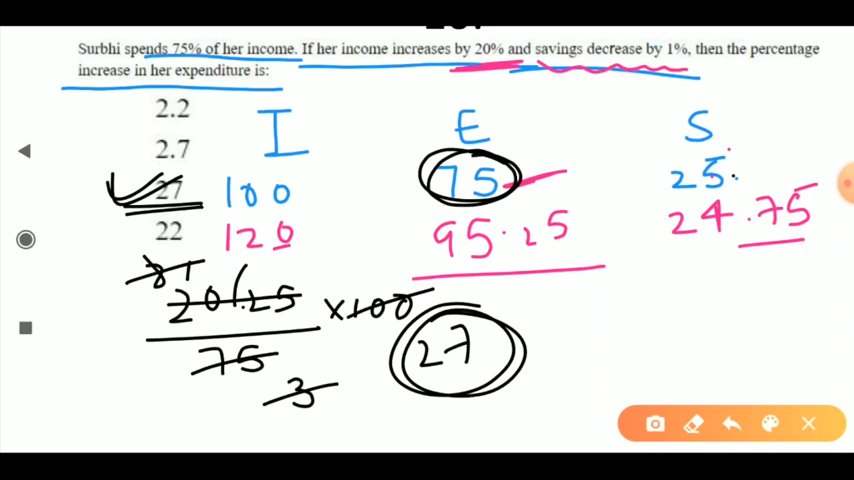 Surbhi spends 75% of her income. If her income increases by 20% and savings decrease by 1%, then the percentage
increase in her expenditure is:
2.2
2.7
27
22
I E S
100 75 25
120 95.25 24.75
20.25 ×100
75
81
3
27